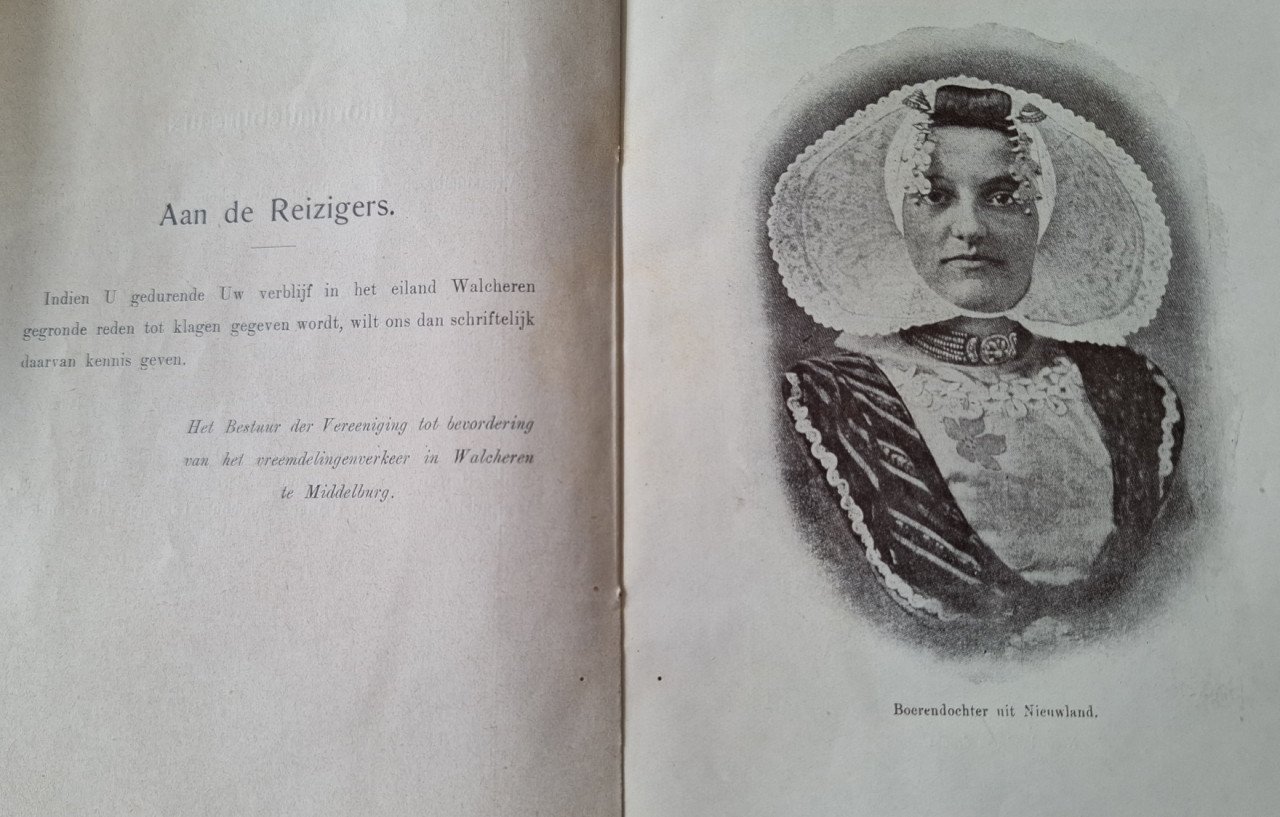 Aan de Reizigers.
Indien U gedurende Uw verblijf in het eiland Walcheren
gegronde reden tot klagen gegeven wordt, wilt ons dan schriftelijk
daarvan kennis geven.
Het Bestuur der Vereeniging tot bevordering
van het vreemdelingenverkeer in Walcheren
te Middelburg.
Boerendochter uit Nieuwland.